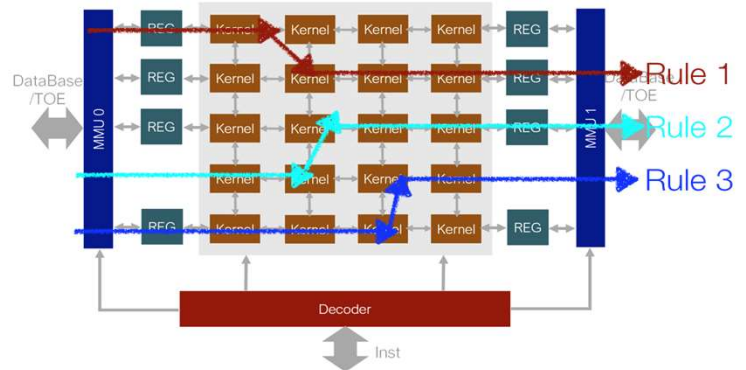 REG Kernel Kernel Kernel Kernel REG
DataBase
/TOE
MMU 0
REG Kernel Kernel Kernel Kernel REG
MMU 1
DataBase
/TOE
Rule 1
REG Kernel Kernel Kernel Kernel REG
Rule 2
Kernel Kernel Kernel Kernel
Rule 3
REG Kernel Kernel Kernel Kernel REG
Decoder
Inst